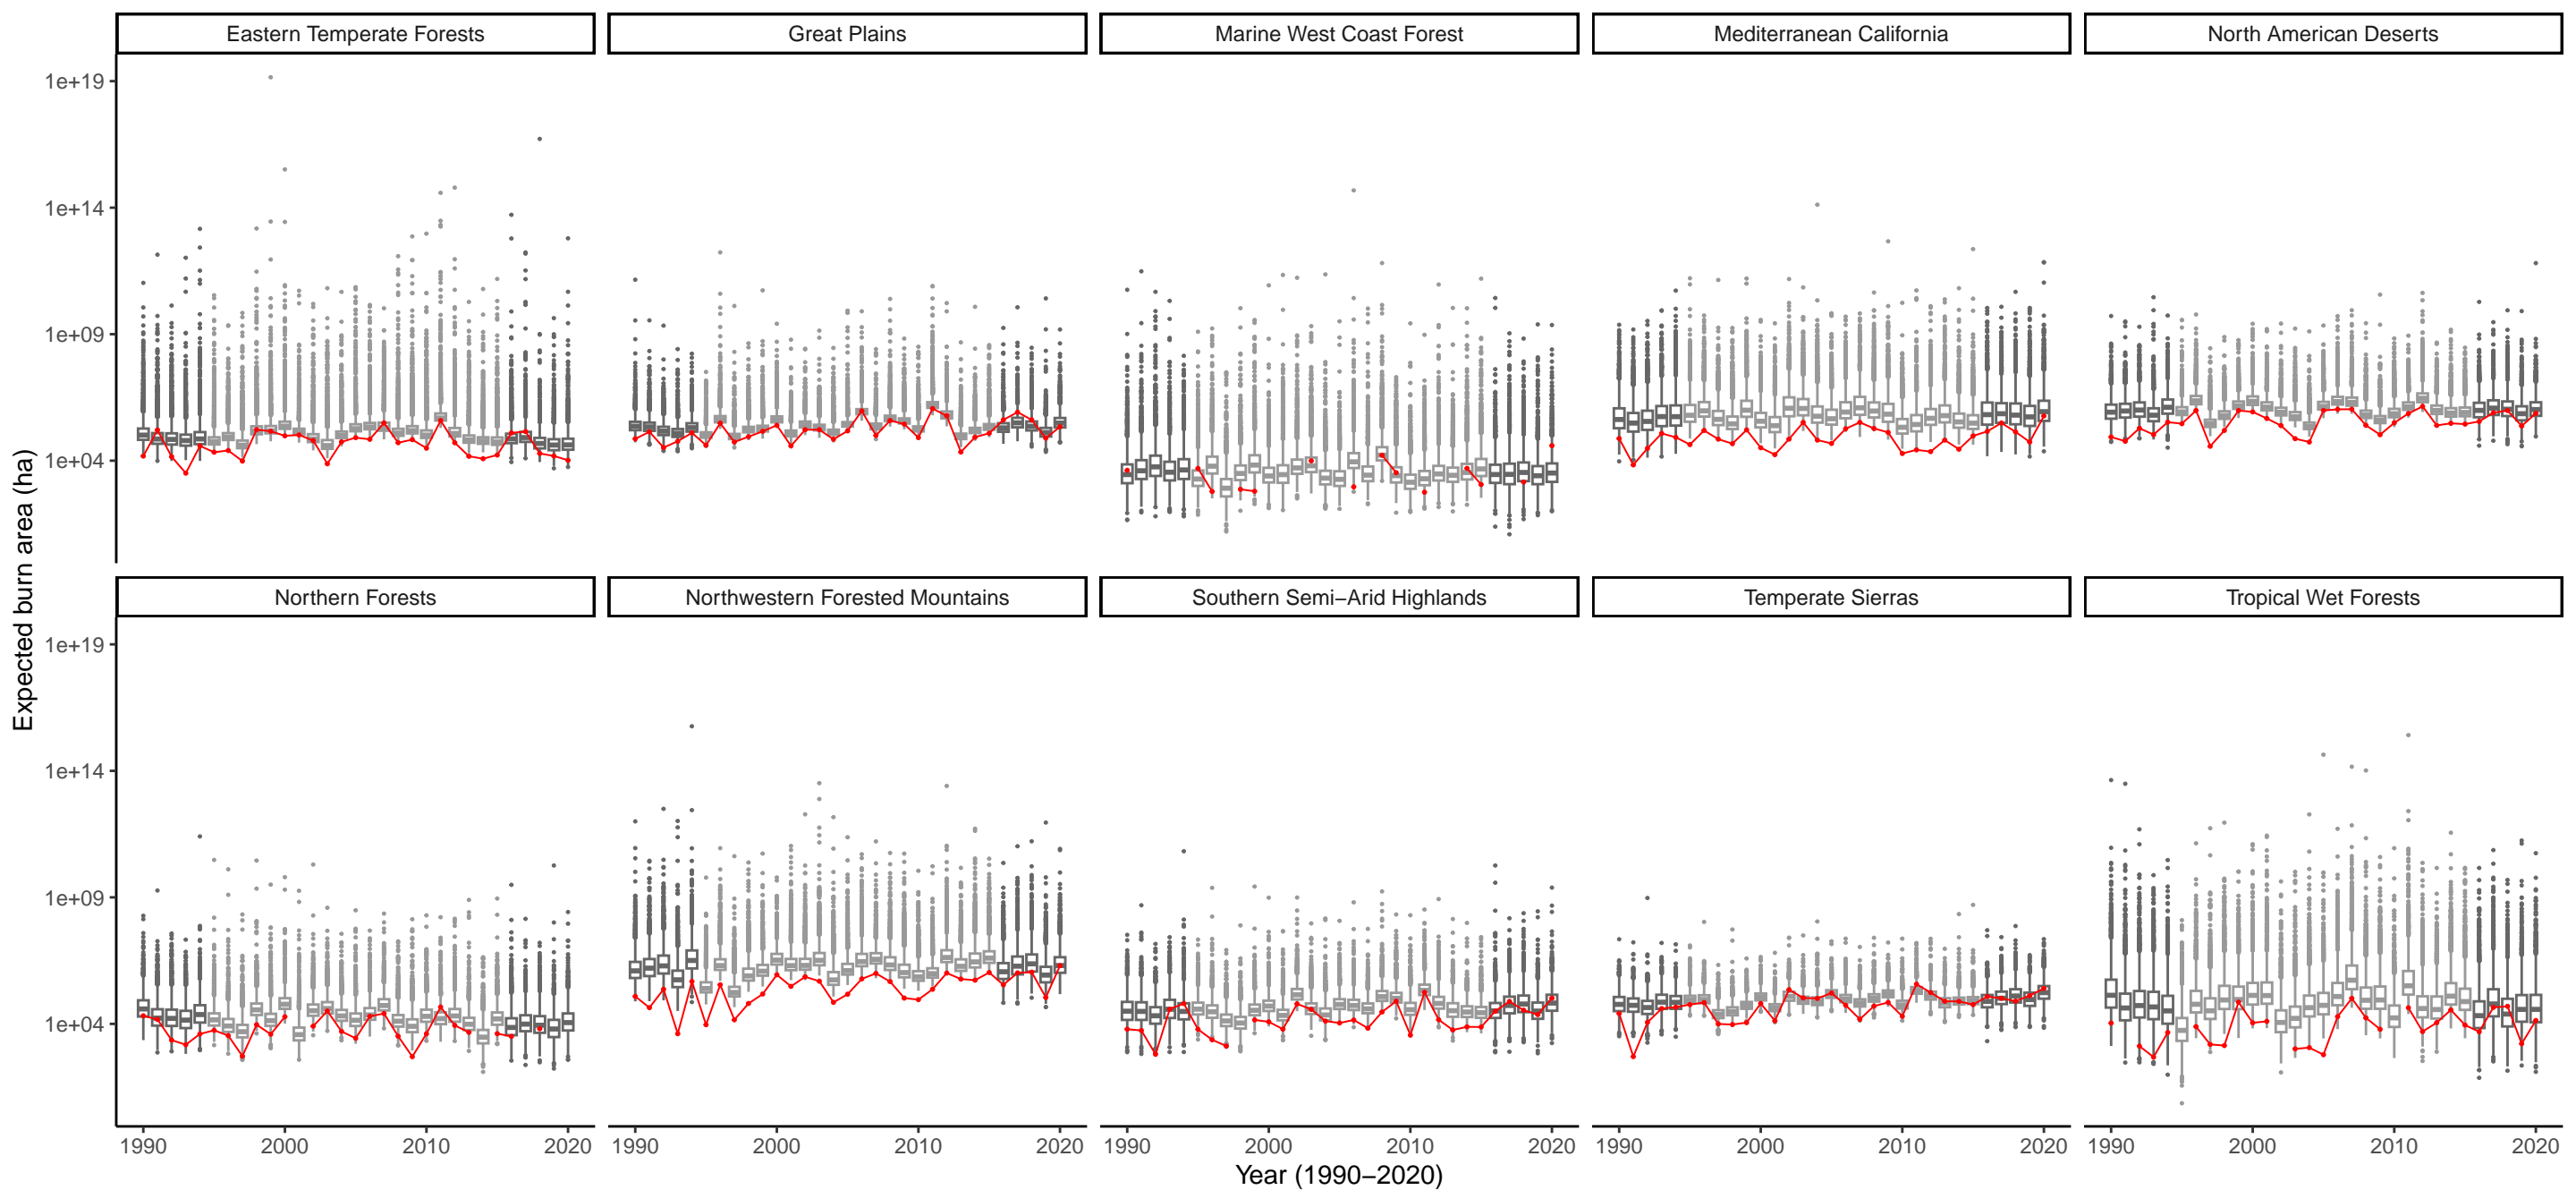 Eastern Temperate Forests
Great Plains
Marine West Coast Forest
Mediterranean California
North American Deserts
1e+19
1e+14
1e+09
1e+04
Expected burn area (ha)
Northern Forests
Northwestern Forested Mountains
Southern Semi−Arid Highlands
Temperate Sierras
Tropical Wet Forests
1e+19
1e+14
1e+09
1e+04
1990 2000 2010 2020
1990 2000 2010 2020
1990 2000 2010 2020
1990 2000 2010 2020
1990 2000 2010 2020
Year (1990−2020)